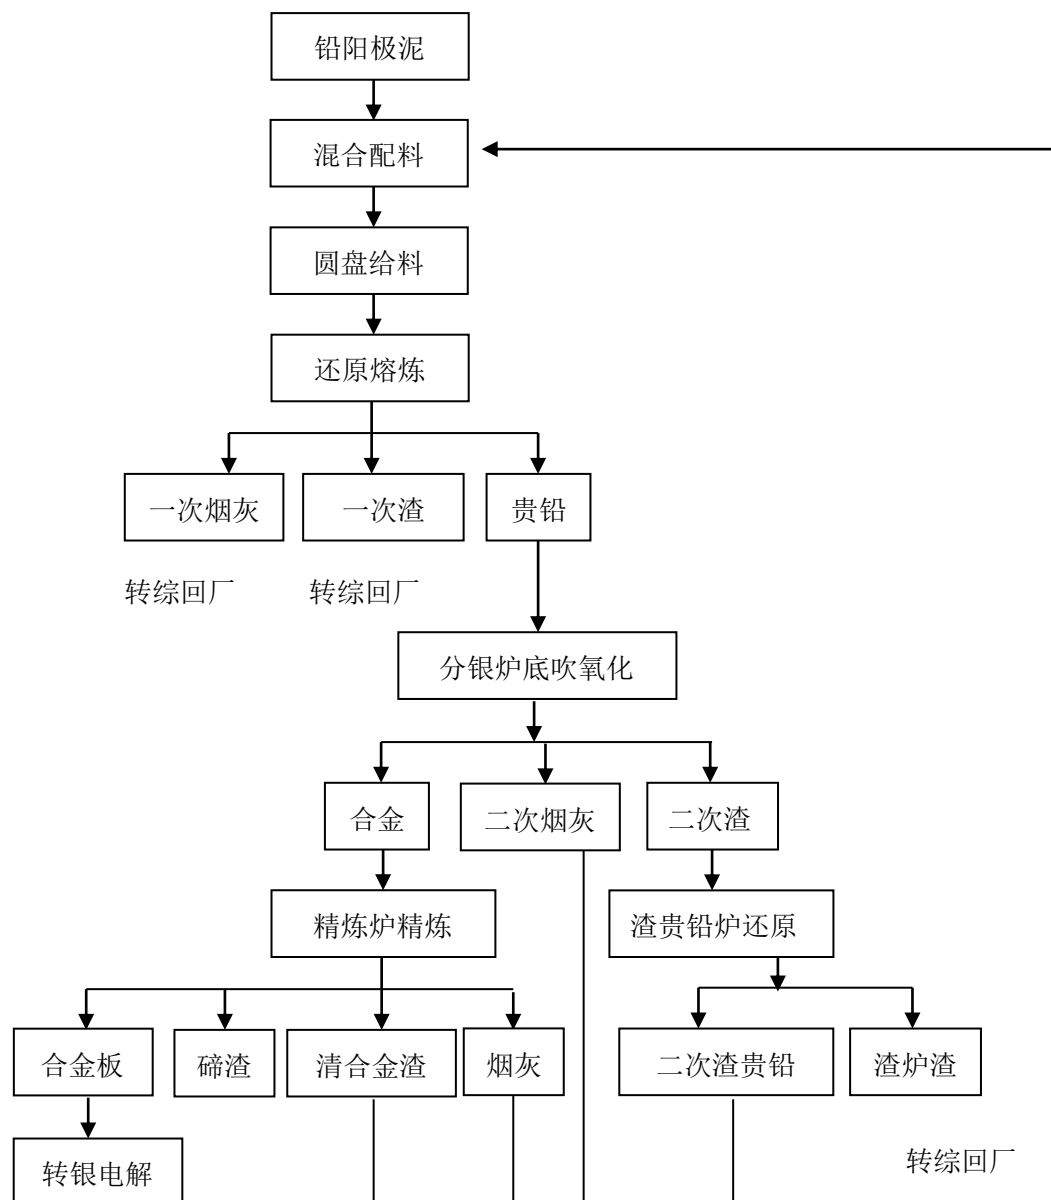 铅阳极泥
混合配料
圆盘给料
还原熔炼
一次烟灰 一次渣 贵铅
转综回厂 转综回厂
分银炉底吹氧化
合金 二次烟灰 二次渣
精炼炉精炼 渣贵铅炉还原
合金板 碲渣 清合金渣 烟灰 二次渣贵铅 渣炉渣
转银电解 转综回厂